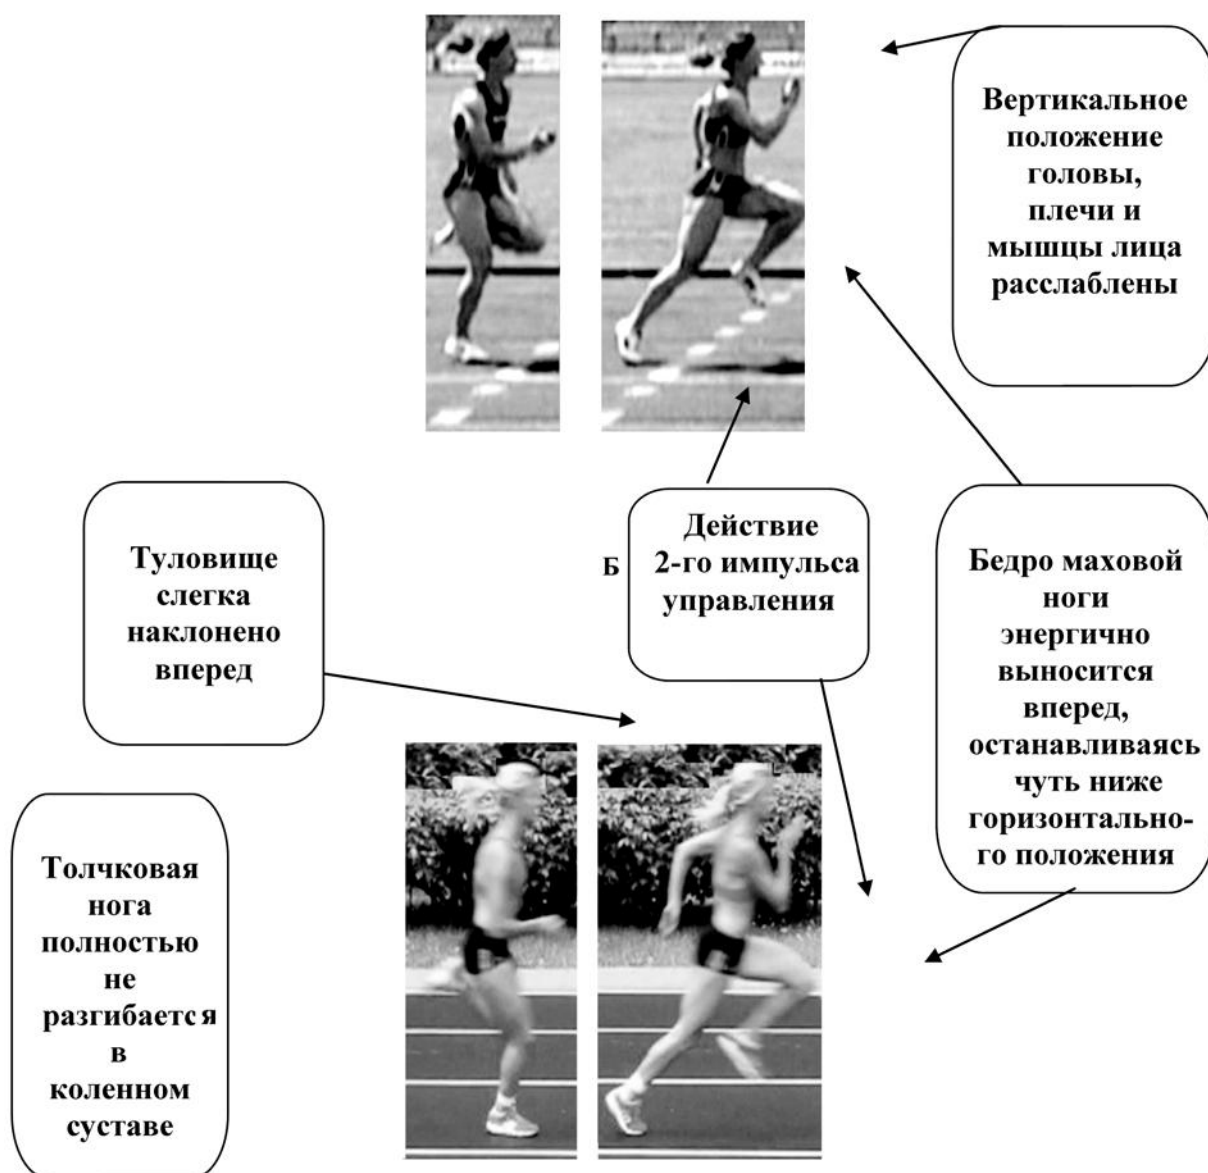 Вертикальное
положение
головы,
плечи и
мышцы лица
расслаблены
Туловище
слегка
наклонено
вперед
Б
Действие
2-го импульса
управления
Бедро маховой
ноги
энергично
выносится
вперед,
останавливаясь
чуть ниже
горизонтально-
го положения
Толчковая
нога
полностью
не
разгибается
в
коленном
суставе